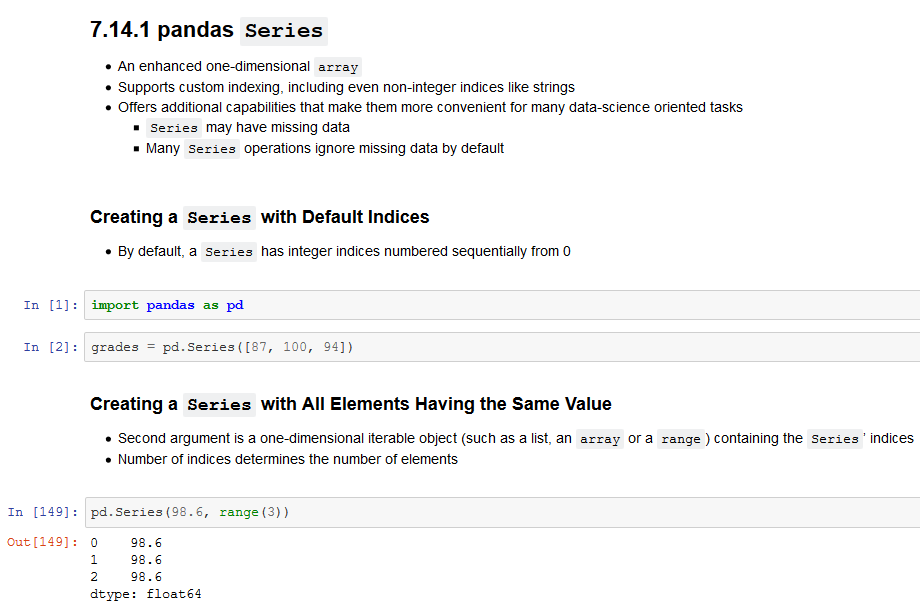 7.14.1 pandas Series
• An enhanced one-dimensional array
• Supports custom indexing, including even non-integer indices like strings
• Offers additional capabilities that make them more convenient for many data-science oriented tasks
▪ Series may have missing data
▪ Many Series operations ignore missing data by default
Creating a Series with Default Indices
• By default, a Series has integer indices numbered sequentially from 0
In [1]: import pandas as pd
In [2]: grades = pd.Series([87, 100, 94])
Creating a Series with All Elements Having the Same Value
• Second argument is a one-dimensional iterable object (such as a list, an array or a range) containing the Series’ indices
• Number of indices determines the number of elements
In [149]: pd.Series(98.6, range(3))
Out[149]: 0    98.6
1    98.6
2    98.6
dtype: float64